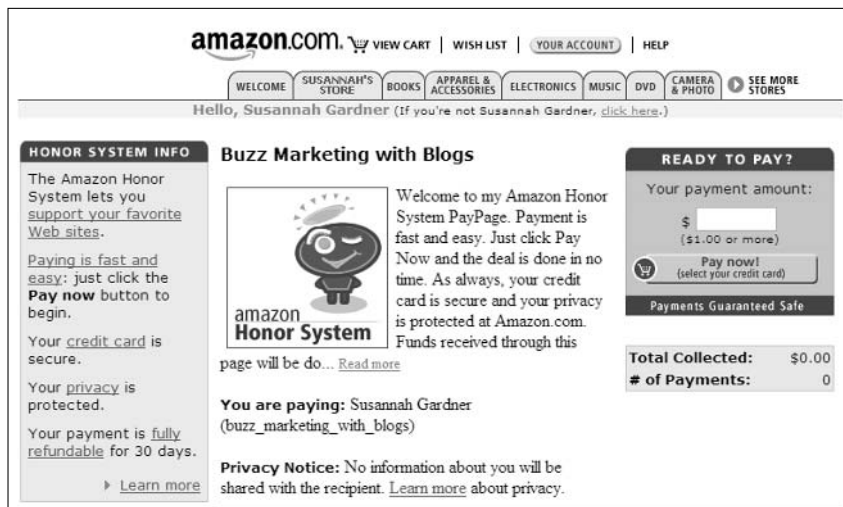 amazon.com. VIEW CART | WISH LIST | YOUR ACCOUNT | HELP
WELCOME
SUSANNAH'S
STORE
BOOKS
APPAREL &
ACCESSORIES
ELECTRONICS
MUSIC
DVD
CAMERA
& PHOTO
SEE MORE
STORES
Hello, Susannah Gardner (If you're not Susannah Gardner, click here.)
HONOR SYSTEM INFO
The Amazon Honor
System lets you
support your favorite
Web sites.
Paying is fast and
easy: just click the
Pay now button to
begin.
Your credit card is
secure.
Your privacy is
protected.
Your payment is fully
refundable for 30 days.
Learn more
Buzz Marketing with Blogs
amazon
Honor System
Welcome to my Amazon Honor
System PayPage. Payment is
fast and easy. Just click Pay
Now and the deal is done in no
time. As always, your credit
card is secure and your privacy
is protected at Amazon.com.
Funds received through this
page will be do... Read more
You are paying: Susannah Gardner
(buzz_marketing_with_blogs)
Privacy Notice: No information about you will be
shared with the recipient. Learn more about privacy.
READY TO PAY?
Your payment amount:
$
($1.00 or more)
Pay now!
(select your credit card)
Payments Guaranteed Safe
Total Collected: $0.00
# of Payments: 0